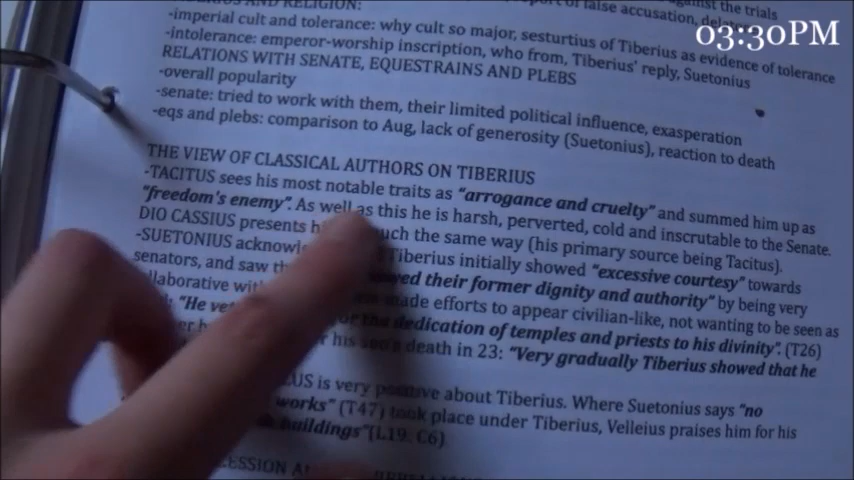 03:30PM
AND RELIGION:
of false accusation,
against the trials
-imperial cult and tolerance: why cult so major, sesturtius of Tiberius as evidence of tolerance
-intolerance: emperor-worship inscription, who from, Tiberius' reply, Suetonius
RELATIONS WITH SENATE, EQUESTRAINS AND PLEBS
-overall popularity
-senate: tried to work with them, their limited political influence, exasperation
-eqs and plebs: comparison to Aug, lack of generosity (Suetonius), reaction to death
THE VIEW OF CLASSICAL AUTHORS ON TIBERIUS
-TACITUS sees his most notable traits as "arrogance and cruelty" and summed him up as
"freedom's enemy". As well as this he is harsh, perverted, cold and inscrutable to the Senate.
DIO CASSIUS presents much the same way (his primary source being Tacitus).
-SUETONIUS Tiberius initially showed "excessive courtesy" towards
senators, and saw their former dignity and authority" by being very
made efforts to appear civilian-like, not wanting to be seen as
"He the dedication of temples and priests to his divinity". (T26)
his son's death in 23: "Very gradually Tiberius showed that he
is very positive about Tiberius. Where Suetonius says "no
works" (T47) took place under Tiberius, Velleius praises him for his
buildings"(L19. C6)